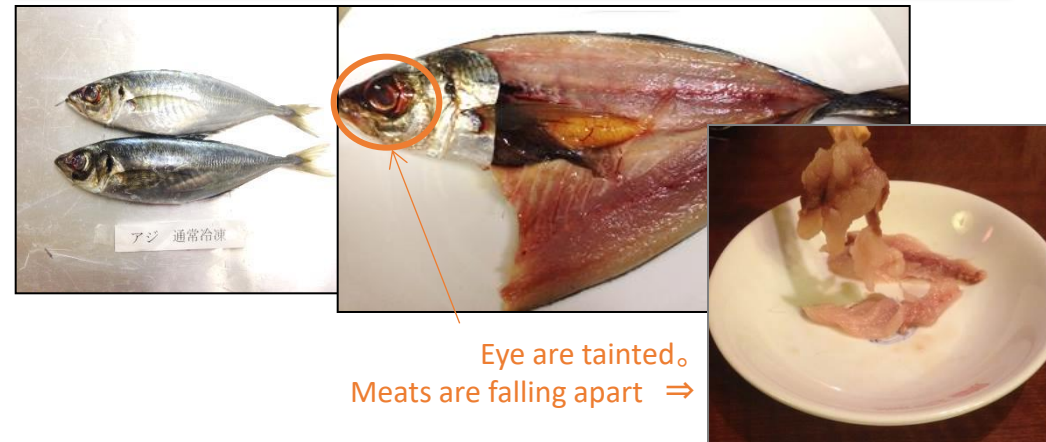 アジ 通常冷凍
Eye are tainted。
Meats are falling apart ⇒